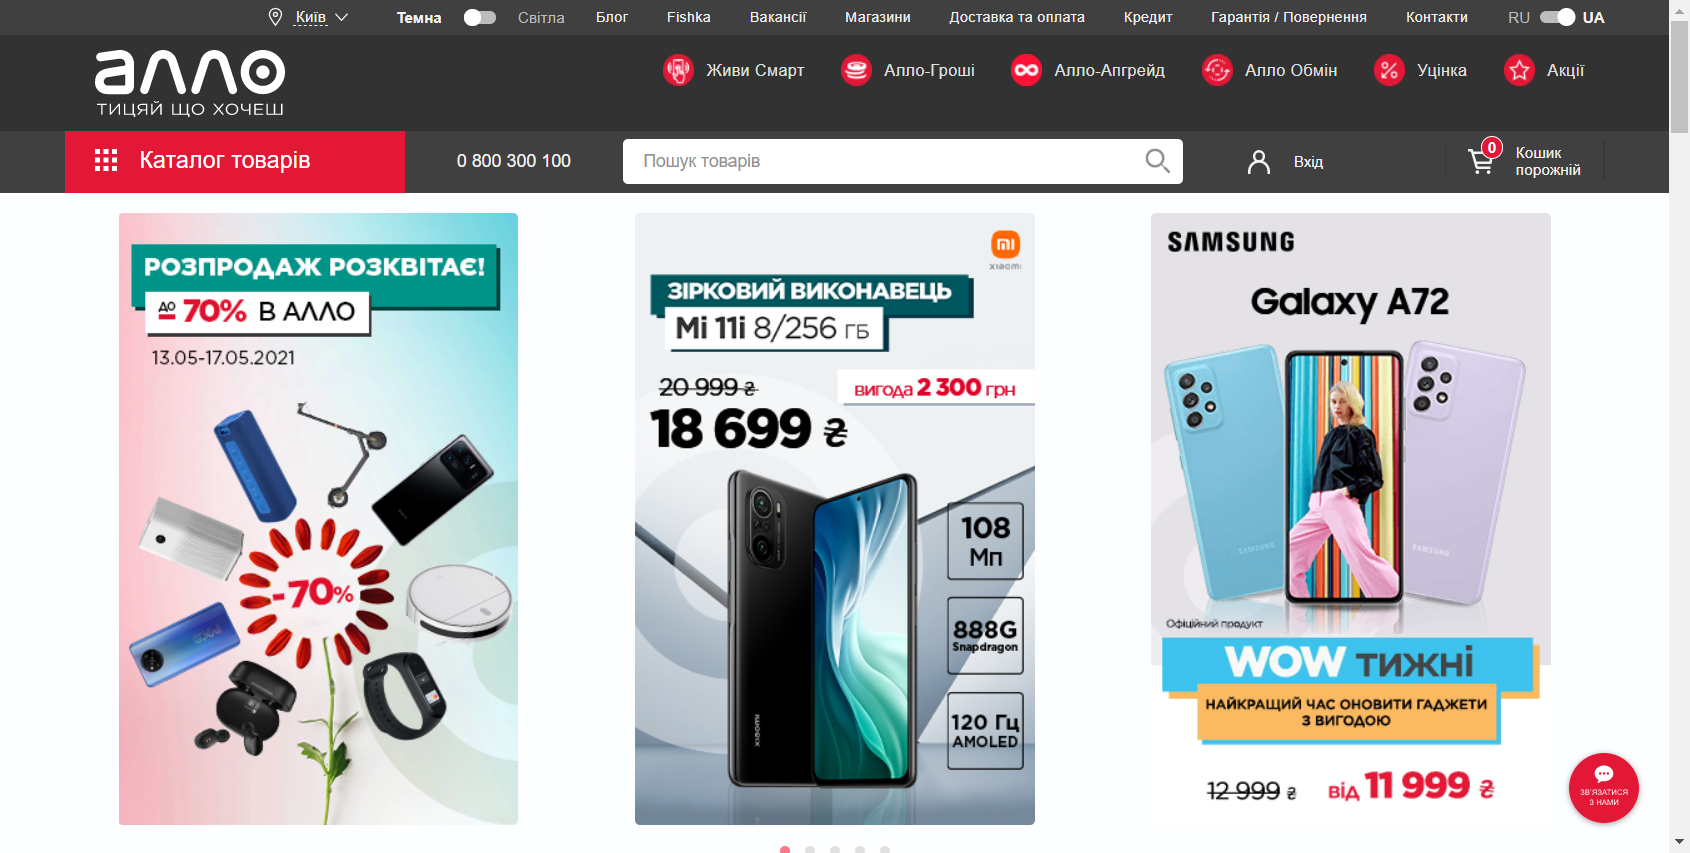 Київ
Темна Світла
Блог
Fishka
Вакансії
Магазини
Доставка та оплата
Кредит
Гарантія / Повернення
Контакти
RU UA
алло
ТИЦЯЙ ЩО ХОЧЕШ
Живи Смарт
Алло-Гроші
Алло-Апгрейд
Алло Обмін
Уцінка
Акції
Каталог товарів
0 800 300 100
Пошук товарів
Вхід
0
Кошик
порожній
РОЗПРОДАЖ РОЗКВІТАЄ!
ДО 70% В АЛЛО
13.05-17.05.2021
-70%
mi
xiaomi
ЗІРКОВИЙ ВИКОНАВЕЦЬ
Mi 11i 8/256 ГБ
20 999 ₴
вигода 2 300 грн
18 699 ₴
108
Мп
888G
Snapdragon
120 Гц
AMOLED
XIAOMI
SAMSUNG
Galaxy A72
SAMSUNG
SAMSUNG
Офіційний продукт
WOW ТИЖНІ
НАЙКРАЩИЙ ЧАС ОНОВИТИ ГАДЖЕТИ
З ВИГОДОЮ
12 999 ₴
від 11 999 ₴
ЗВ'ЯЗАТИСЯ
З НАМИ